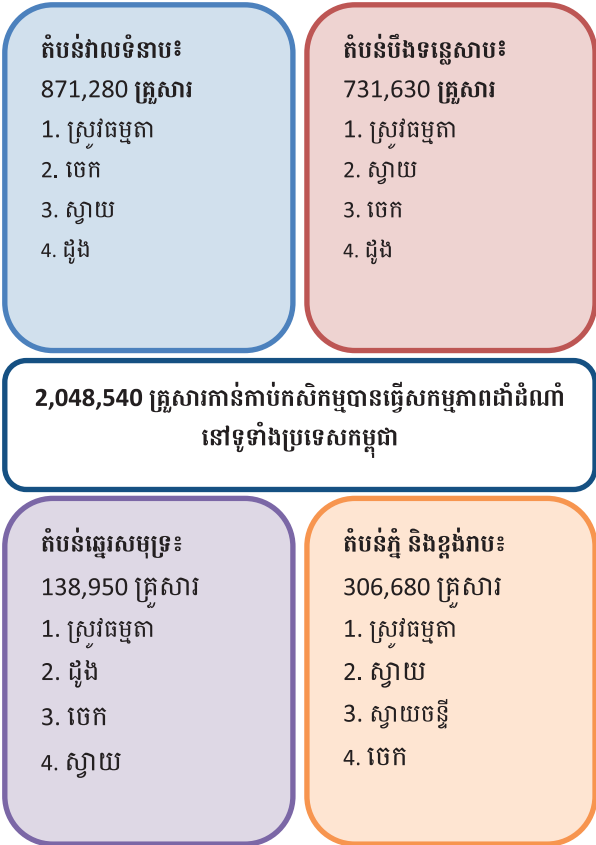 តំបន់វាលទំនាប៖
871,280 គ្រួសារ
1. ស្រូវធម្មតា
2. ចេក
3. ស្វាយ
4. ដូង
តំបន់បឹងទន្លេសាប៖
731,630 គ្រួសារ
1. ស្រូវធម្មតា
2. ស្វាយ
3. ចេក
4. ដូង
2,048,540 គ្រួសារកាន់កាប់កសិកម្មបានធ្វើសកម្មភាពដាំដំណាំ
នៅទូទាំងប្រទេសកម្ពុជា
តំបន់ឆ្នេរសមុទ្រ៖
138,950 គ្រួសារ
1. ស្រូវធម្មតា
2. ដូង
3. ចេក
4. ស្វាយ
តំបន់ភ្នំ និងខ្ពង់រាប៖
306,680 គ្រួសារ
1. ស្រូវធម្មតា
2. ស្វាយ
3. ស្វាយចន្ទី
4. ចេក